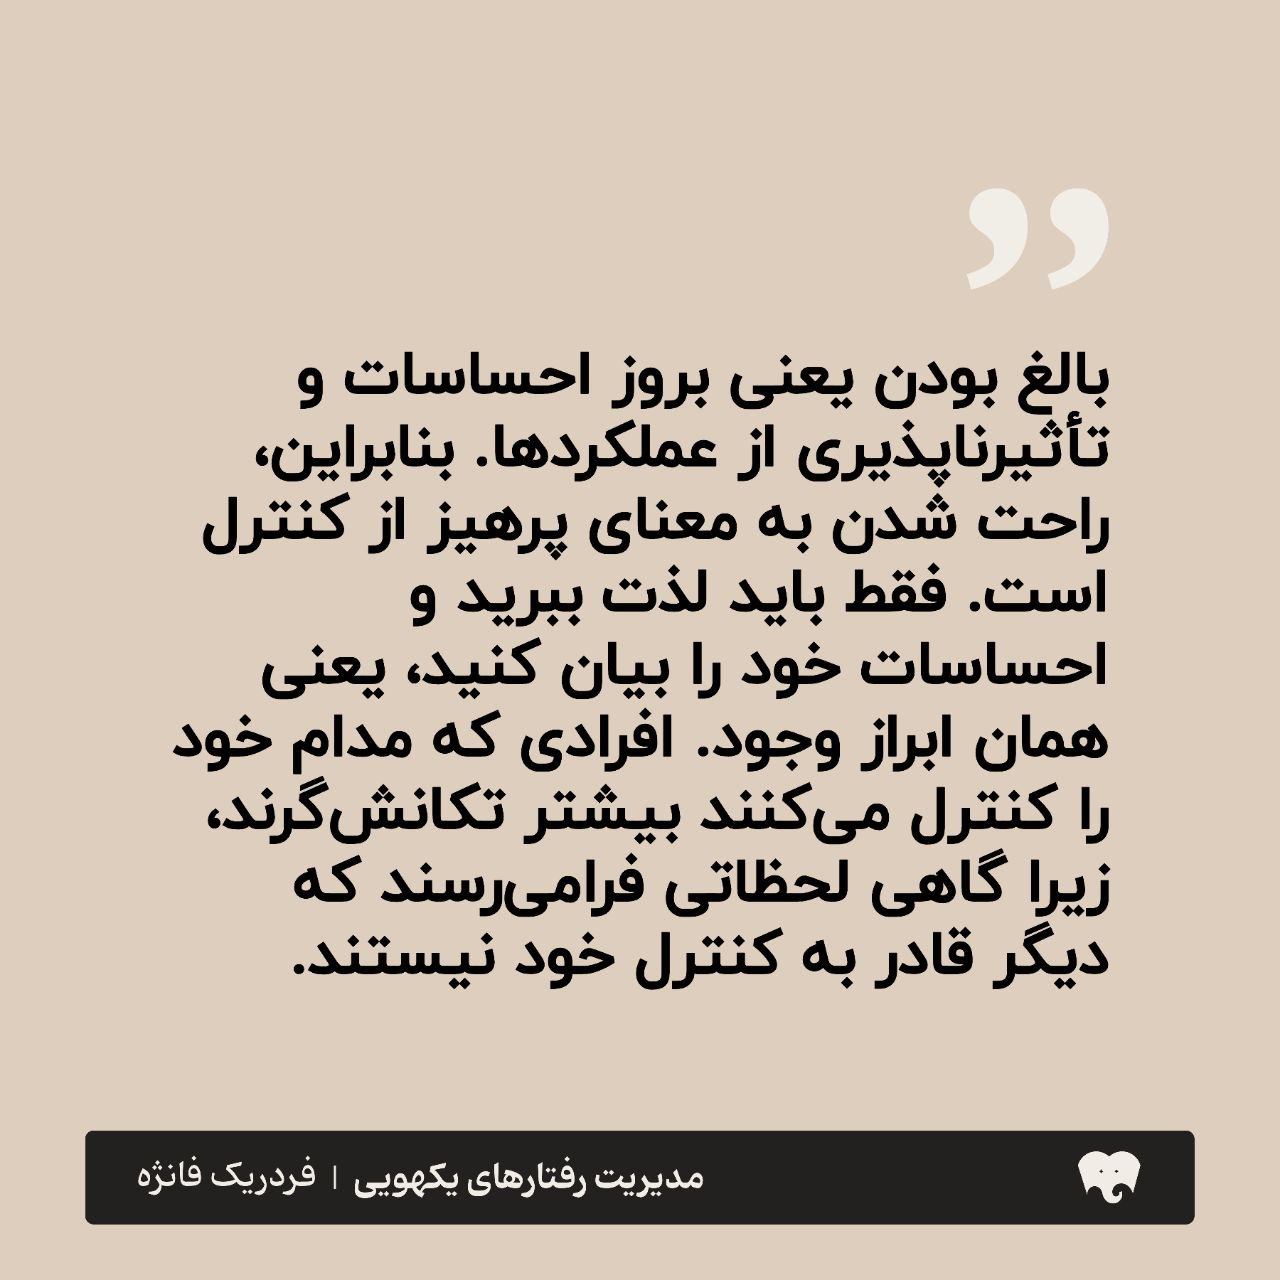 ”
بالغ بودن یعنی بروز احساسات و
تأثیرناپذیری از عملکردها. بنابراین،
راحت شدن به معنای پرهیز از کنترل
است. فقط باید لذت ببرید و
احساسات خود را بیان کنید، یعنی
همان ابراز وجود. افرادی که مدام خود
را کنترل می‌کنند بیشتر تکانش‌گرند،
زیرا گاهی لحظاتی فرامی‌رسند که
دیگر قادر به کنترل خود نیستند.
مدیریت رفتارهای یکهویی | فردریک فانژه